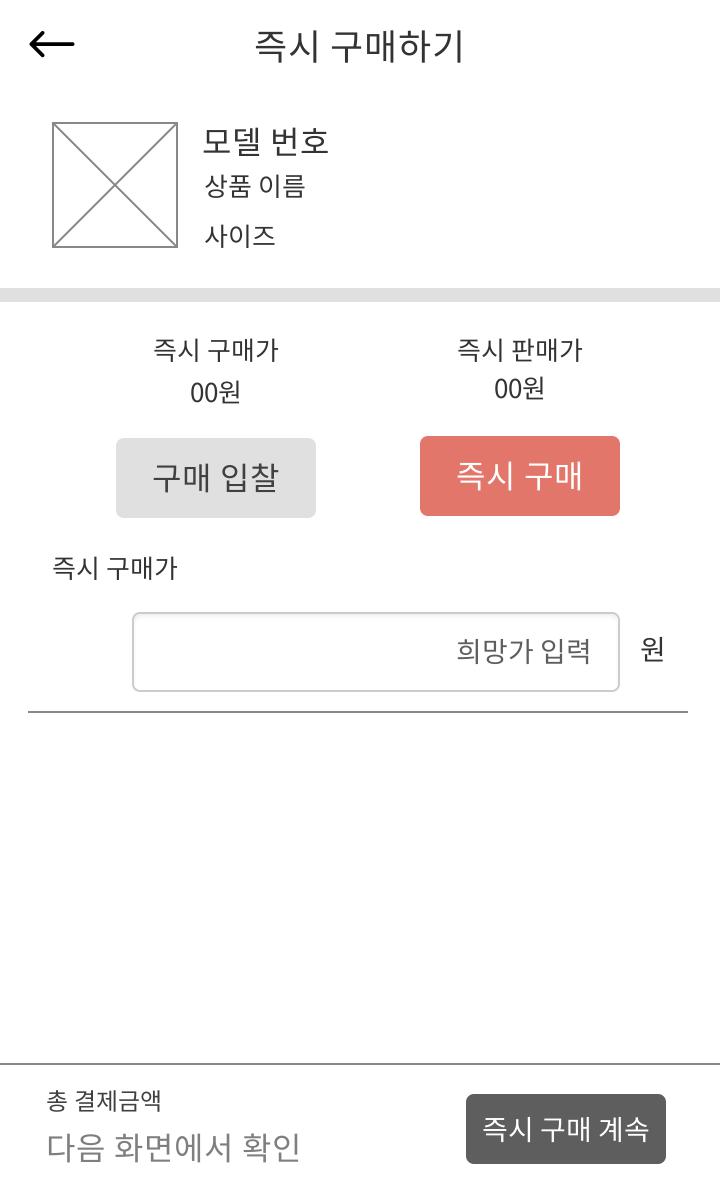 즉시 구매하기
모델 번호
상품 이름
사이즈
즉시 구매가
00원
즉시 판매가
00원
구매 입찰
즉시 구매
즉시 구매가
희망가 입력
원
총 결제금액
다음 화면에서 확인
즉시 구매 계속